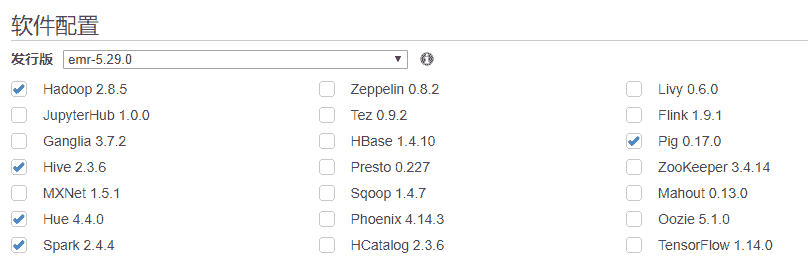 软件配置
发行版 emr-5.29.0
Hadoop 2.8.5 Zeppelin 0.8.2 Livy 0.6.0
JupyterHub 1.0.0 Tez 0.9.2 Flink 1.9.1
Ganglia 3.7.2 HBase 1.4.10 Pig 0.17.0
Hive 2.3.6 Presto 0.227 ZooKeeper 3.4.14
MXNet 1.5.1 Sqoop 1.4.7 Mahout 0.13.0
Hue 4.4.0 Phoenix 4.14.3 Oozie 5.1.0
Spark 2.4.4 HCatalog 2.3.6 TensorFlow 1.14.0